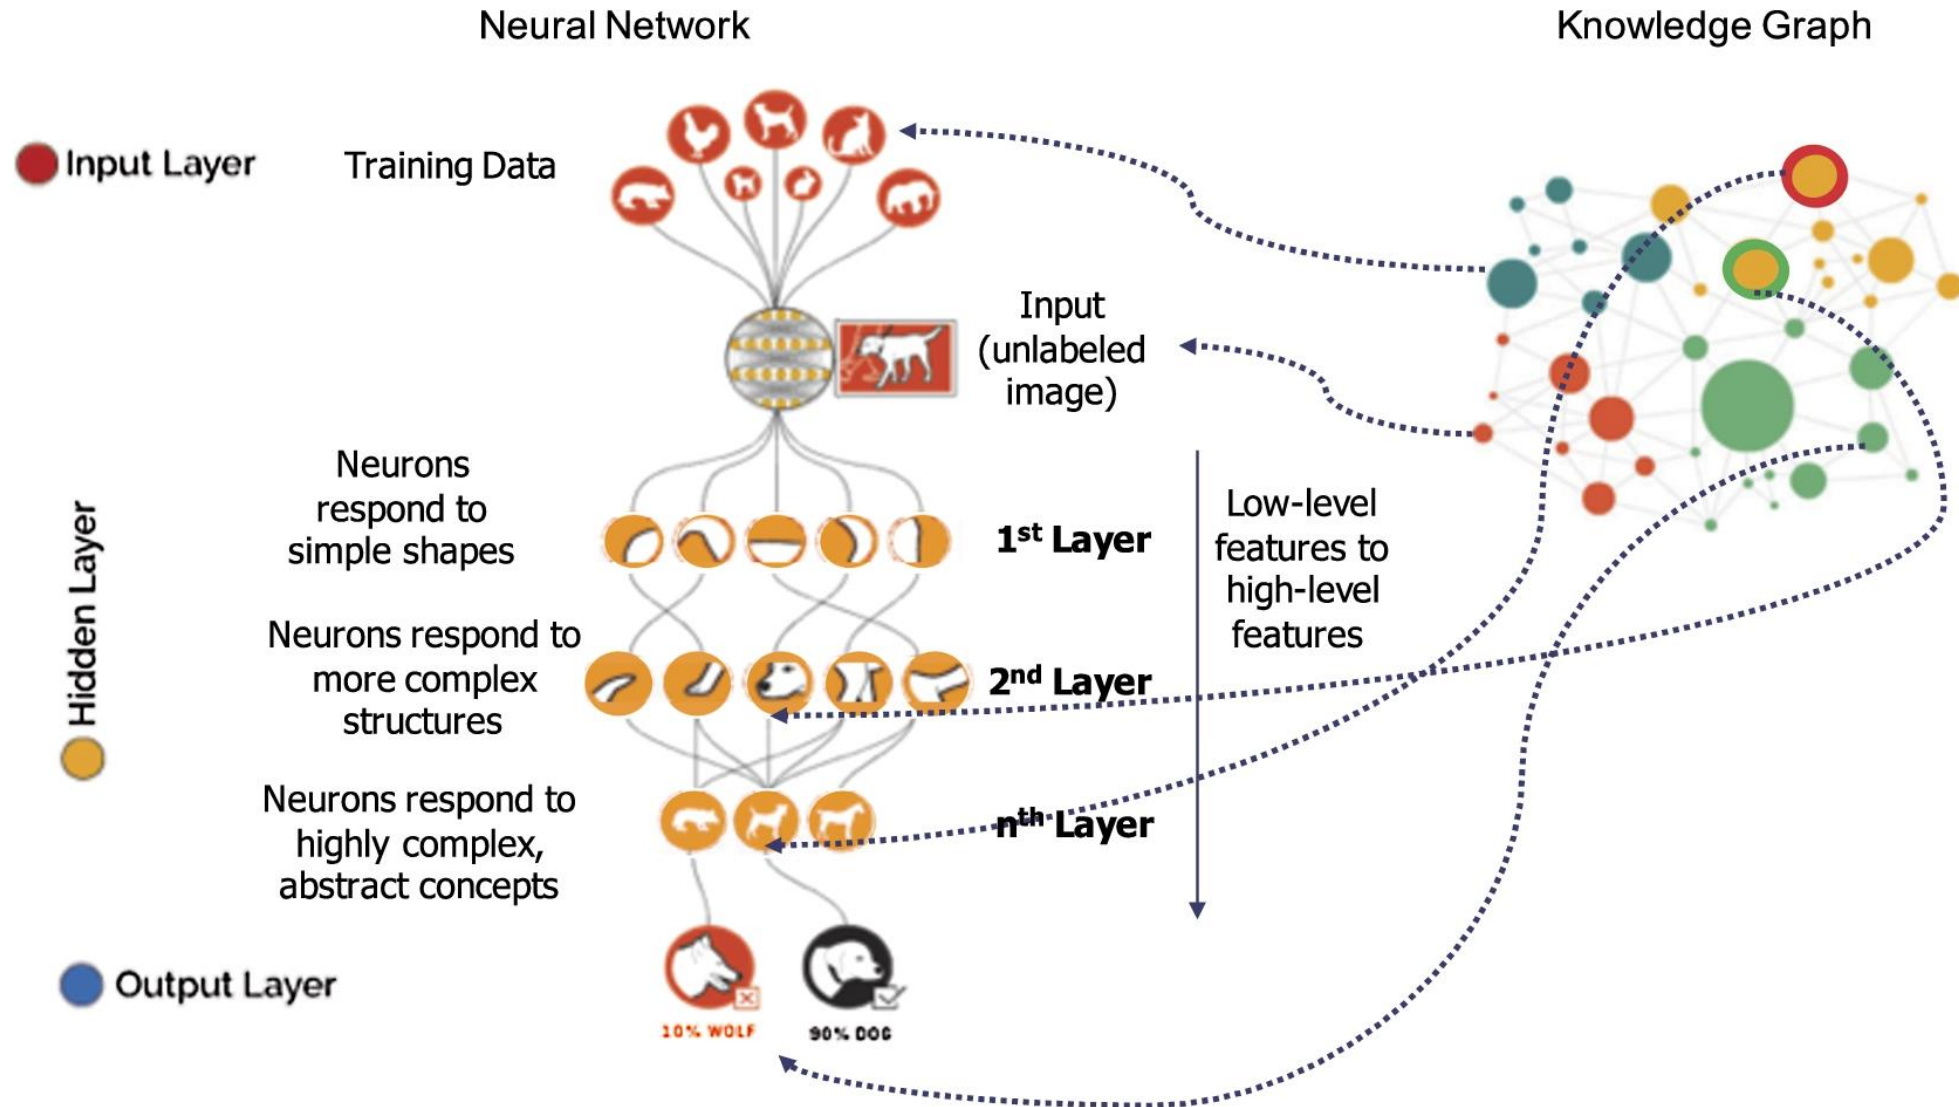 Neural Network
Knowledge Graph
Input Layer
Training Data
Input
(unlabeled
image)
Neurons
respond to
simple shapes
1st Layer
Low-level
features to
high-level
features
Hidden Layer
Neurons respond to
more complex
structures
2nd Layer
Neurons respond to
highly complex,
abstract concepts
nth Layer
Output Layer
10% WOLF
90% DOG